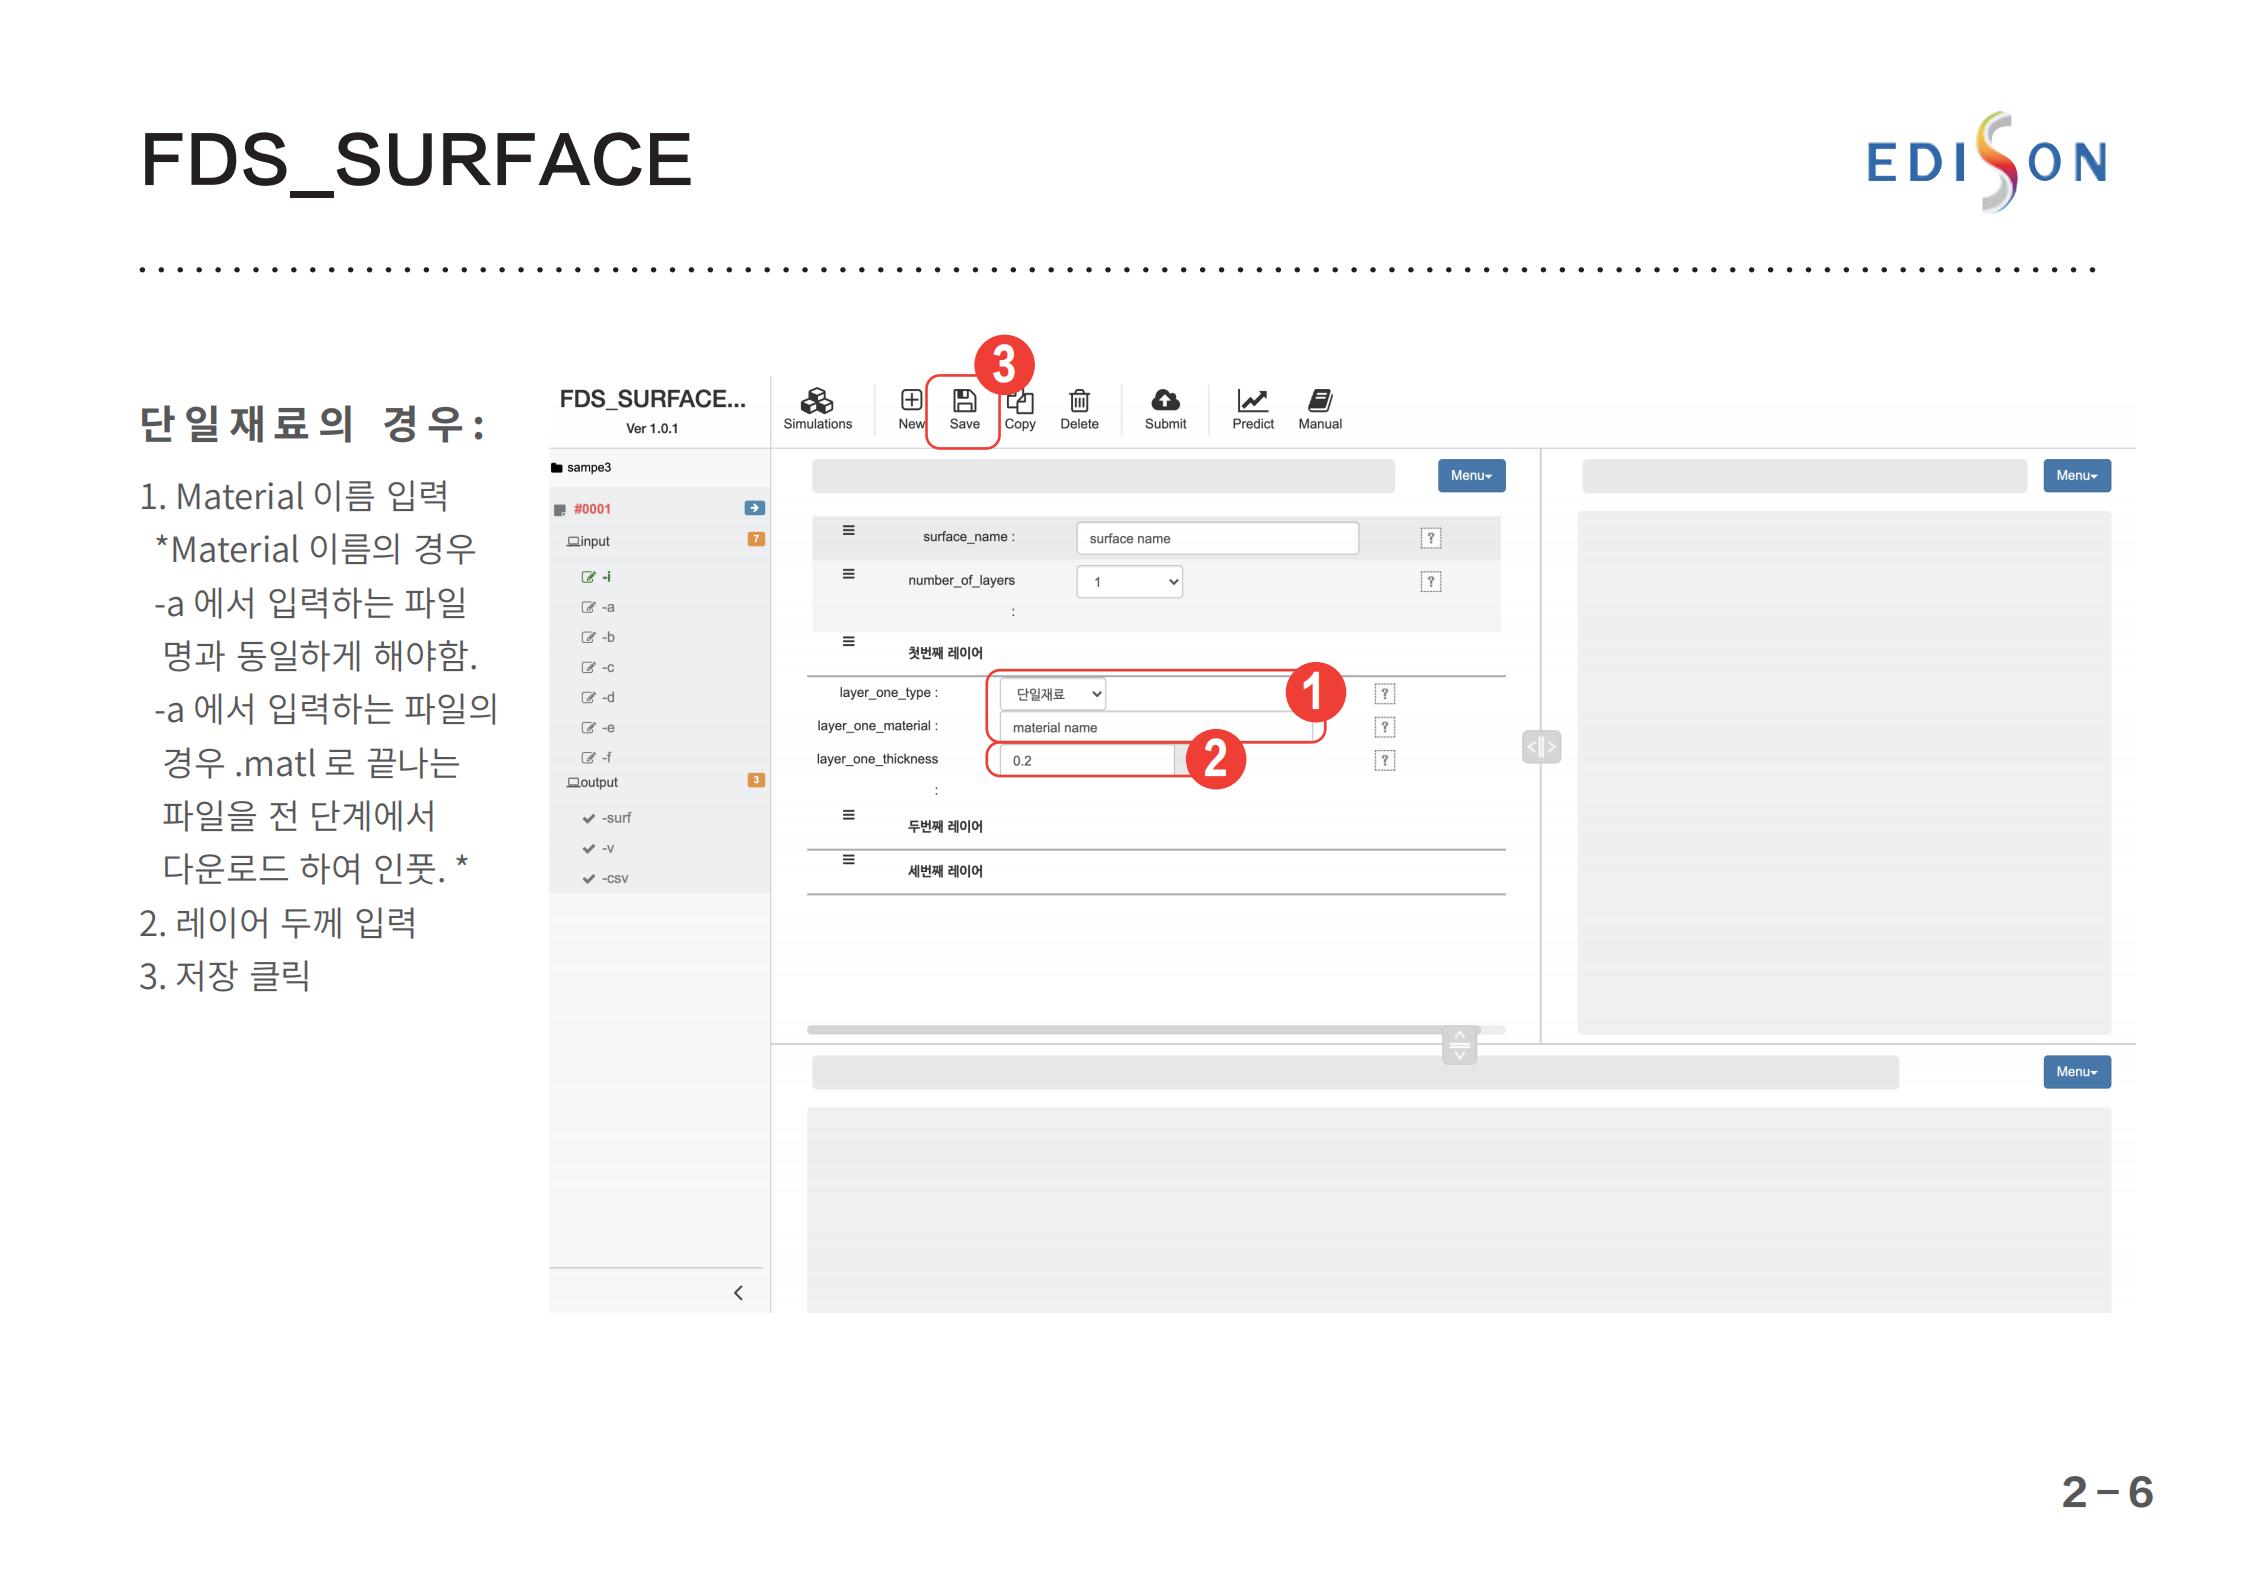 FDS_SURFACE
EDISON
단일재료의 경우:
1. Material 이름 입력
*Material 이름의 경우
-a 에서 입력하는 파일
명과 동일하게 해야함.
-a 에서 입력하는 파일의
경우 .matl 로 끝나는
파일을 전 단계에서
다운로드 하여 인풋. *
2. 레이어 두께 입력
3. 저장 클릭
3
FDS_SURFACE...
Ver 1.0.1
Simulations
New
Save
Copy
Delete
Submit
Predict
Manual
sampe3
#0001
input
7
-i
-a
-b
-c
-d
-e
-f
output
3
-surf
-v
-csv
Menu
surface_name :
surface name
?
number_of_layers
:
1
?
첫번째 레이어
layer_one_type :
단일재료
1
?
layer_one_material :
material name
?
layer_one_thickness
:
0.2
2
?
두번째 레이어
세번째 레이어
Menu
Menu
2-6